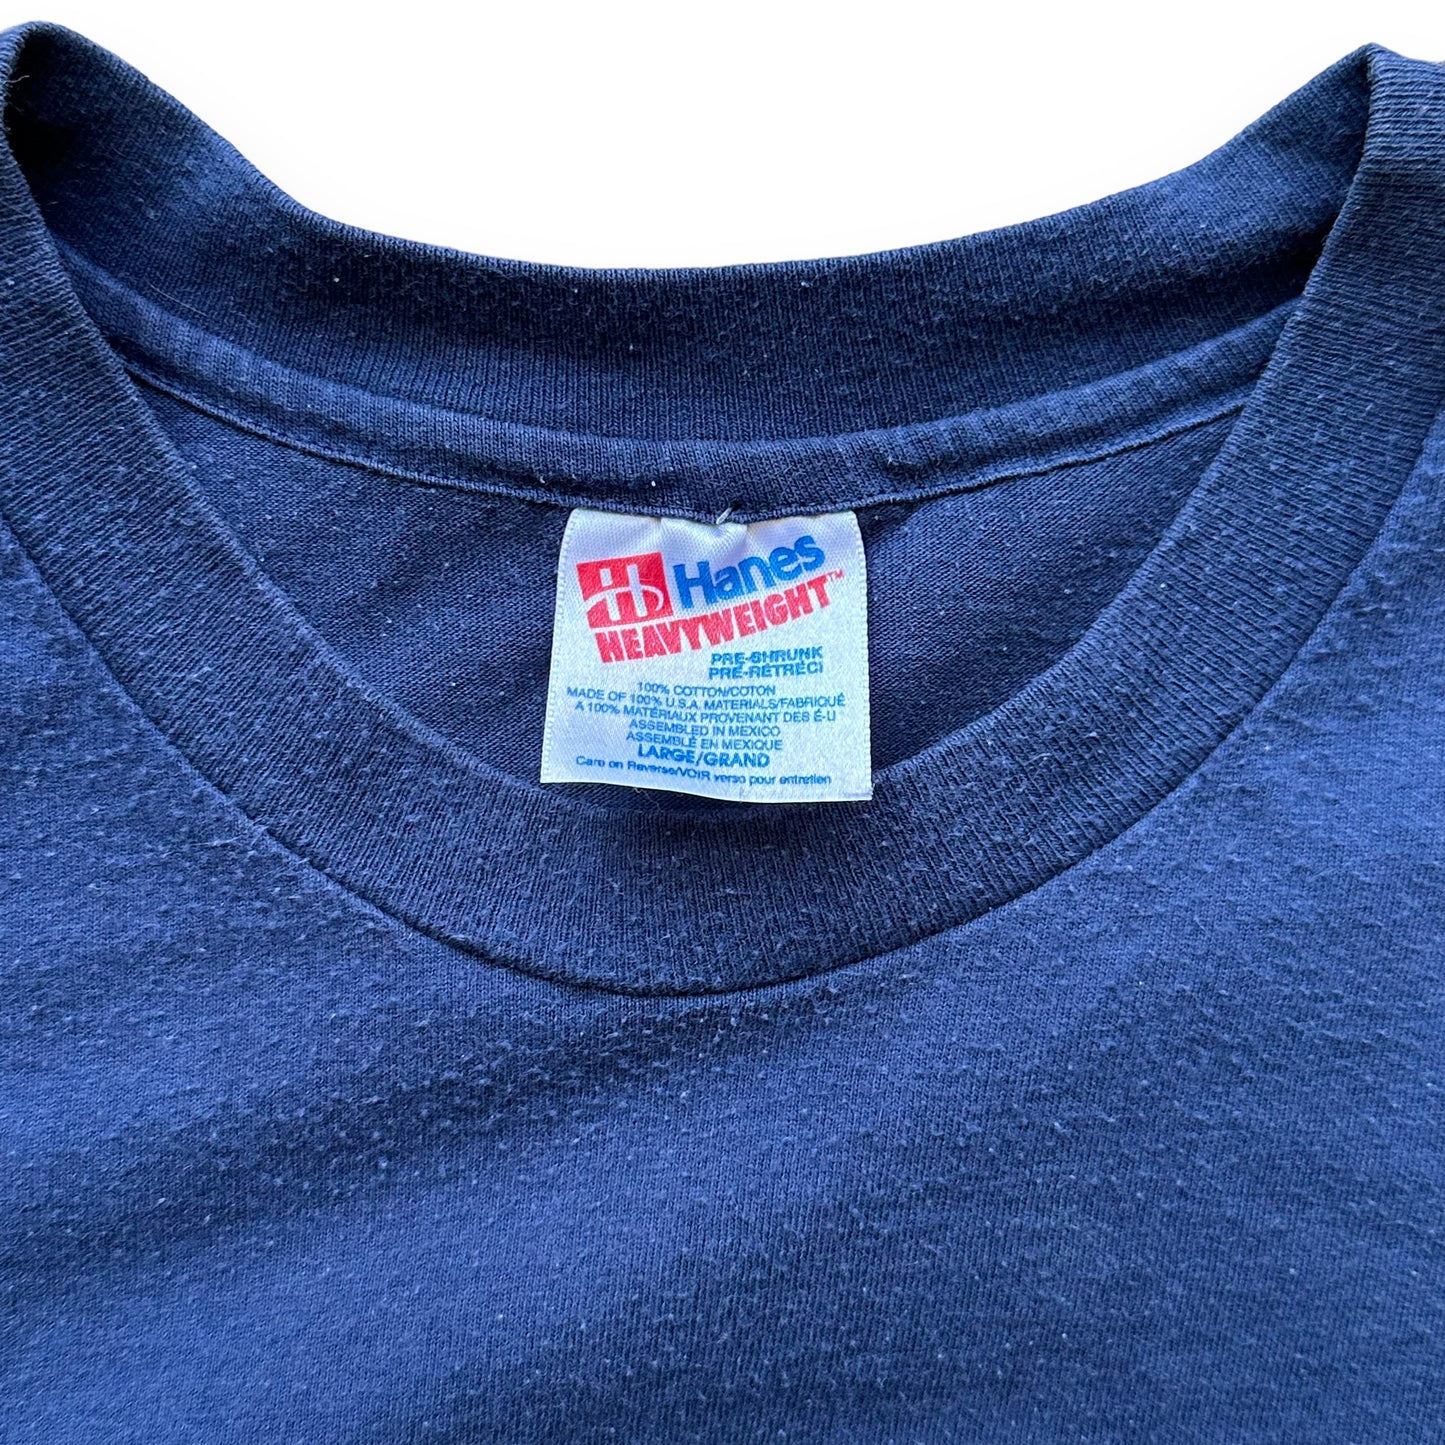 Hanes
HEAVYWEIGHT™
PRE-SHRUNK
PRÉ-RÉTRÉCI
100% COTTON/COTON
MADE OF 100% U.S.A. MATERIALS/FABRIQUÉ
A 100% MATÉRIAUX PROVENANT DES É-U
ASSEMBLED IN MEXICO
ASSEMBLÉ EN MEXIQUE
LARGE/GRAND
Care on Reverse/VOIR verso pour entretien